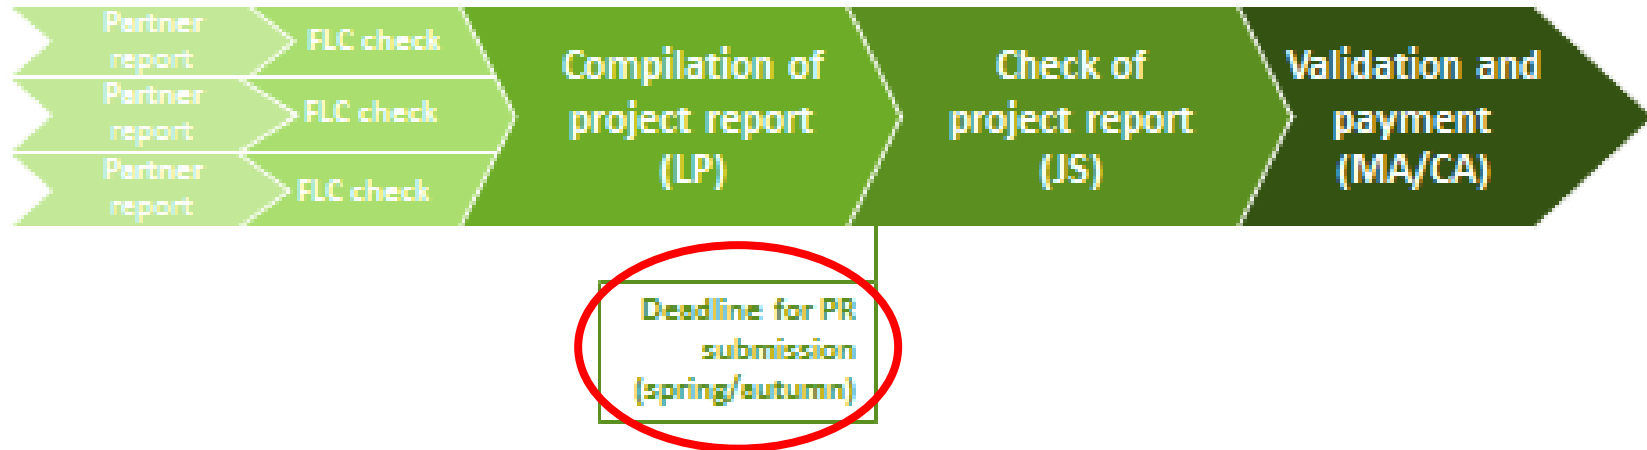 Partner
report
FLC check
Partner
report
FLC check
Partner
report
FLC check
Compilation of
project report
(LP)
Check of
project report
(JS)
Validation and
payment
(MA/CA)
Deadline for PR
submission
(spring/autumn)